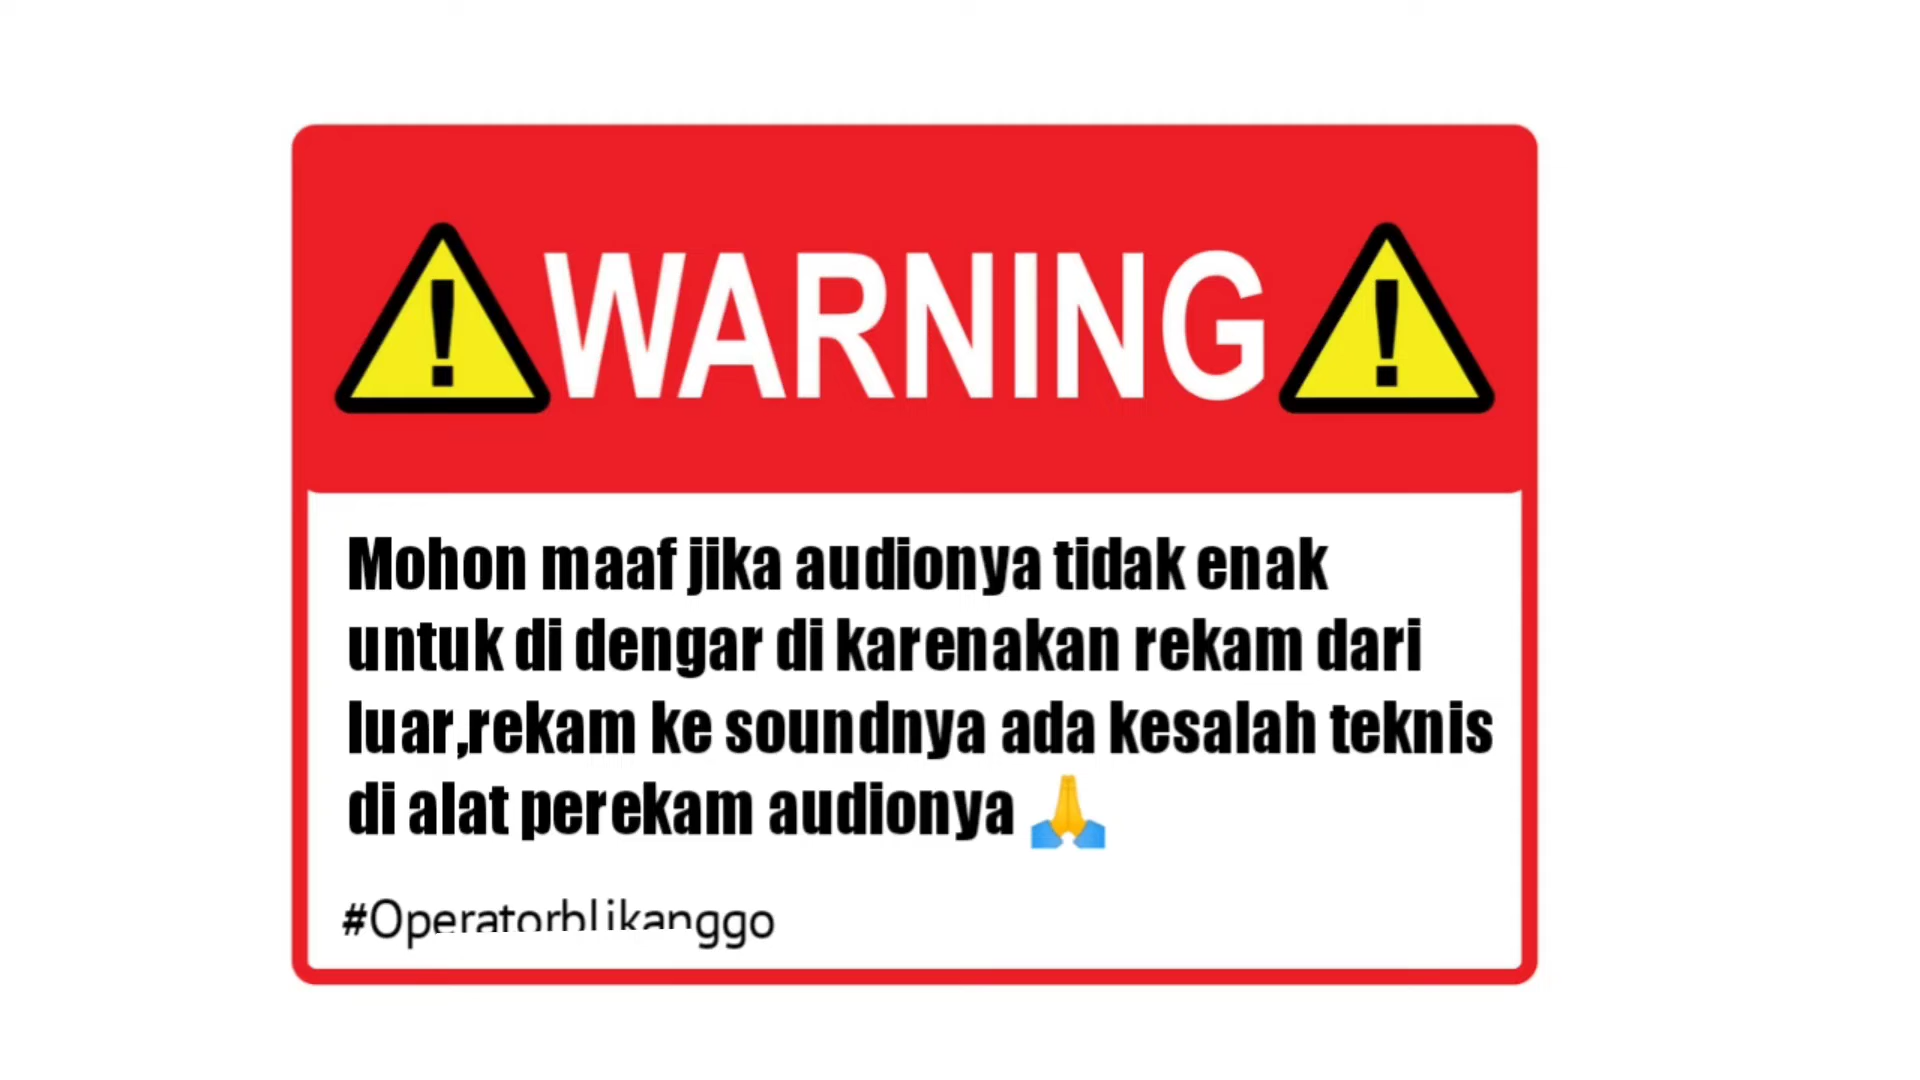 WARNING
Mohon maaf jika audionya tidak enak
untuk di dengar di karenakan rekam dari
luar,rekam ke soundnya ada kesalah teknis
di alat perekam audionya 🙏
#Operatorblikanggo